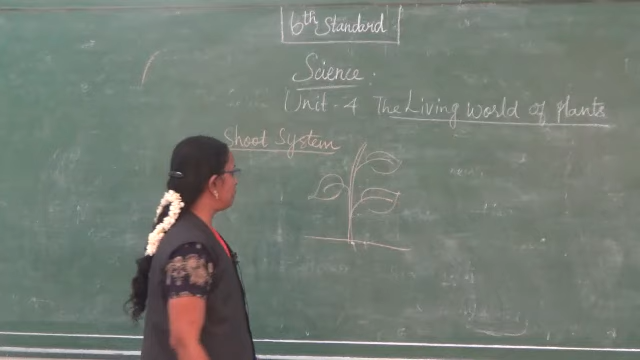 6th Standard
Science.
Unit - 4 The Living World of Plants
Shoot System